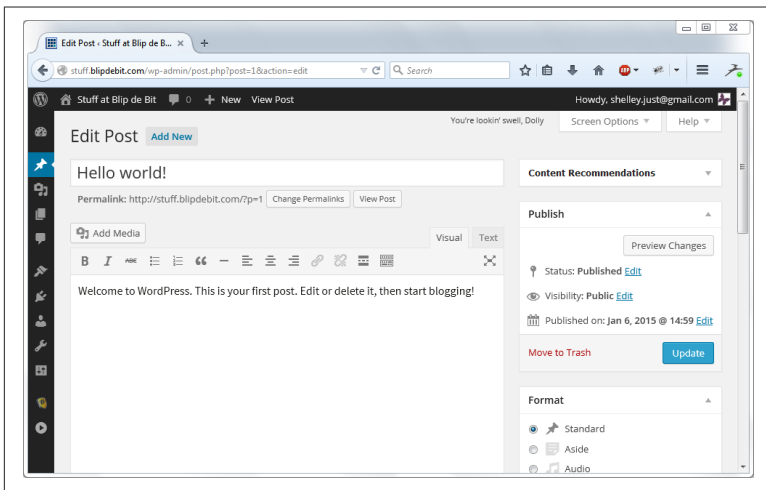 Edit Post ‹ Stuff at Blip de B...
stuff.blipdebit.com/wp-admin/post.php?post=1&action=edit
Search
Stuff at Blip de Bit 0 + New View Post
Howdy, shelley.just@gmail.com
You're lookin' swell, Dolly
Screen Options
Help
Edit Post Add New
Hello world!
Permalink: http://stuff.blipdebit.com/?p=1 Change Permalinks View Post
Add Media
Visual Text
B I ABC
Welcome to WordPress. This is your first post. Edit or delete it, then start blogging!
Content Recommendations
Publish
Preview Changes
Status: Published Edit
Visibility: Public Edit
Published on: Jan 6, 2015 @ 14:59 Edit
Move to Trash Update
Format
Standard
Aside
Audio